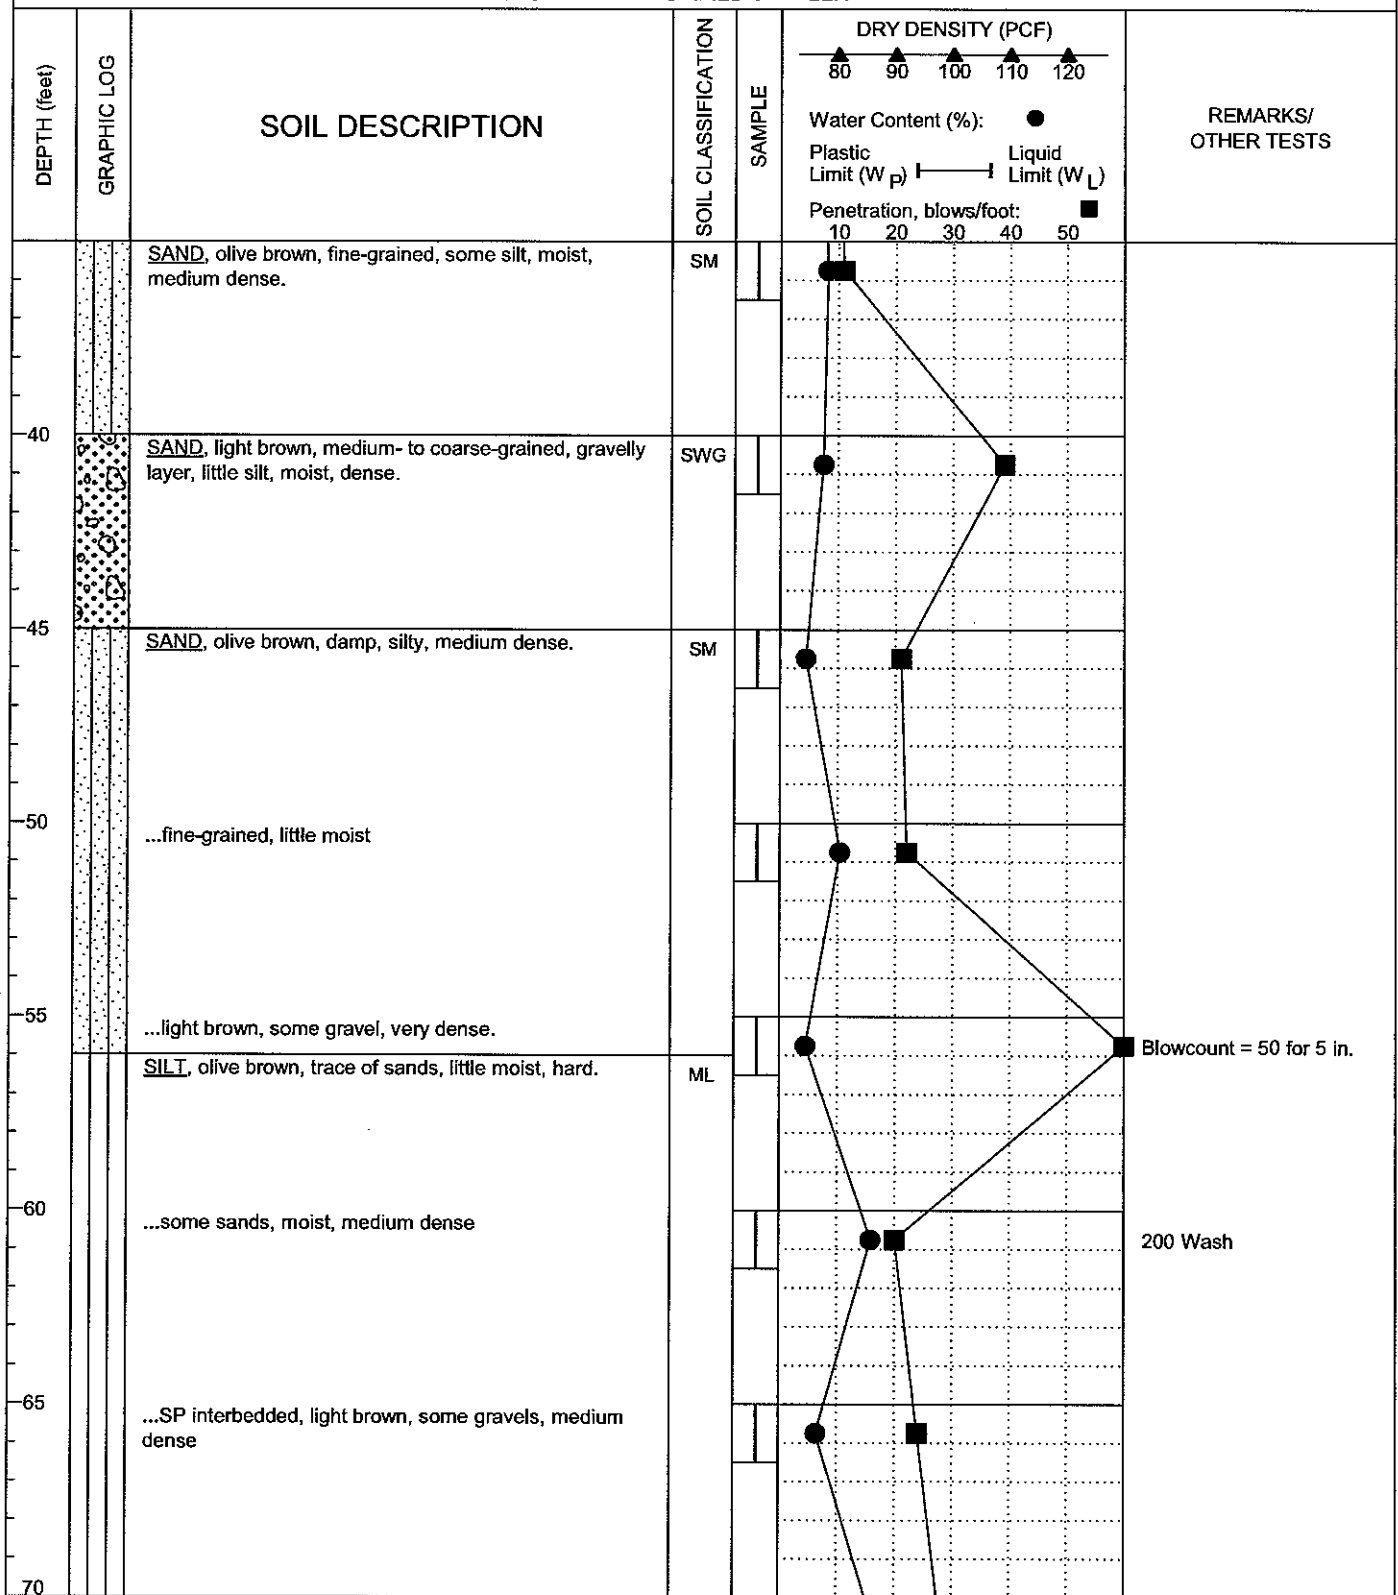 DEPTH (feet)
GRAPHIC LOG
SOIL DESCRIPTION
SOIL CLASSIFICATION
SAMPLE
DRY DENSITY (PCF)
80 90 100 110 120
Water Content (%):
Plastic Limit (W P)
Liquid Limit (W L)
Penetration, blows/foot:
10 20 30 40 50
REMARKS/
OTHER TESTS
SAND, olive brown, fine-grained, some silt, moist,
medium dense.
SM
40
SAND, light brown, medium- to coarse-grained, gravelly
layer, little silt, moist, dense.
SWG
45
SAND, olive brown, damp, silty, medium dense.
SM
50
...fine-grained, little moist
55
...light brown, some gravel, very dense.
Blowcount = 50 for 5 in.
SILT, olive brown, trace of sands, little moist, hard.
ML
60
...some sands, moist, medium dense
200 Wash
65
...SP interbedded, light brown, some gravels, medium
dense
70